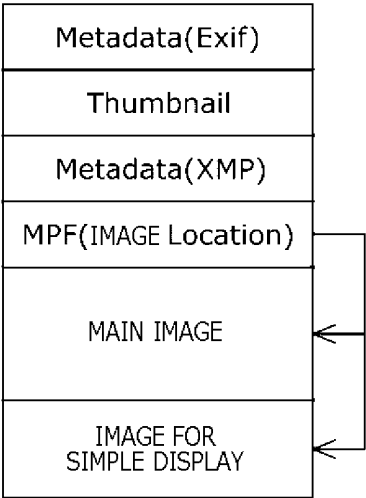 Metadata(Exif)
Thumbnail
Metadata(XMP)
MPF(IMAGE Location)
MAIN IMAGE
IMAGE FOR
SIMPLE DISPLAY